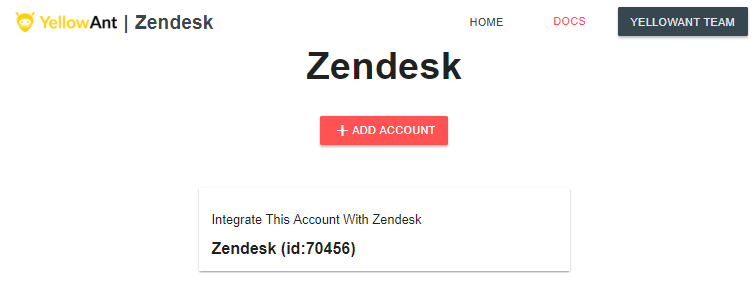 YellowAnt | Zendesk
HOME
DOCS
YELLOWANT TEAM
Zendesk
ADD ACCOUNT
Integrate This Account With Zendesk
Zendesk (id:70456)